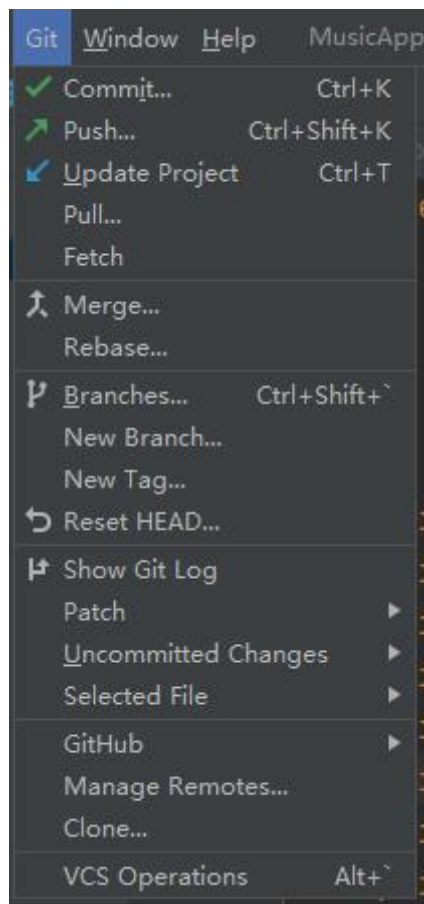 Git Window Help MusicApp
Commit... Ctrl+K
Push... Ctrl+Shift+K
Update Project Ctrl+T
Pull...
Fetch
Merge...
Rebase...
Branches... Ctrl+Shift+`
New Branch...
New Tag...
Reset HEAD...
Show Git Log
Patch
Uncommitted Changes
Selected File
GitHub
Manage Remotes...
Clone...
VCS Operations Alt+`